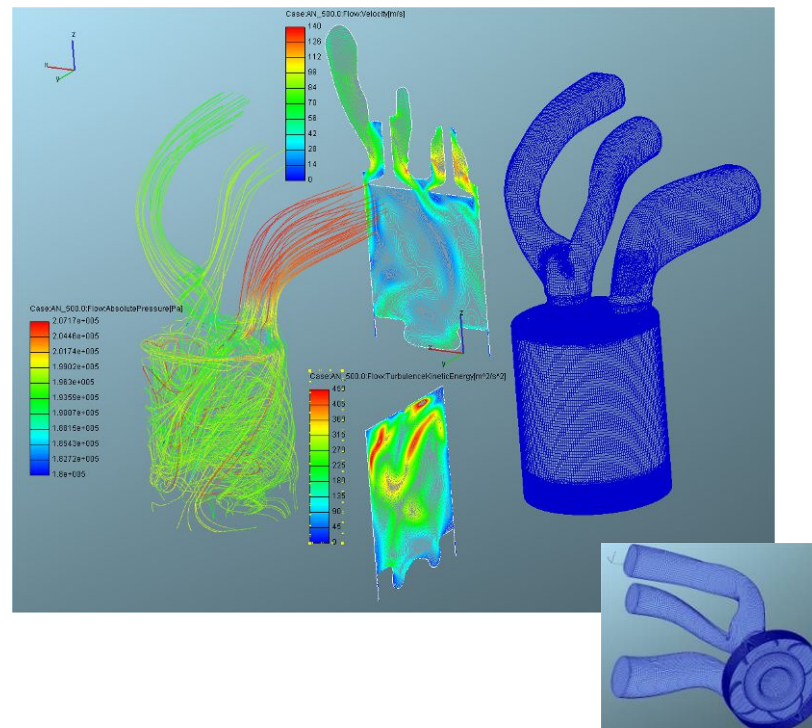 Case:AN_500.0:Flow:Velocity[m/s]
140
126
112
98
84
70
56
42
28
14
0
z
x
y
Case:AN_500.0:Flow:AbsolutePressure[Pa]
2.0717e+005
2.0446e+005
2.0174e+005
1.9902e+005
1.963e+005
1.9359e+005
1.9087e+005
1.8815e+005
1.8543e+005
1.8272e+005
1.8e+005
z
y
Case:AN_500.0:Flow:TurbulenceKineticEnergy[m^2/s^2]
450
405
360
315
270
225
180
135
90
45
0